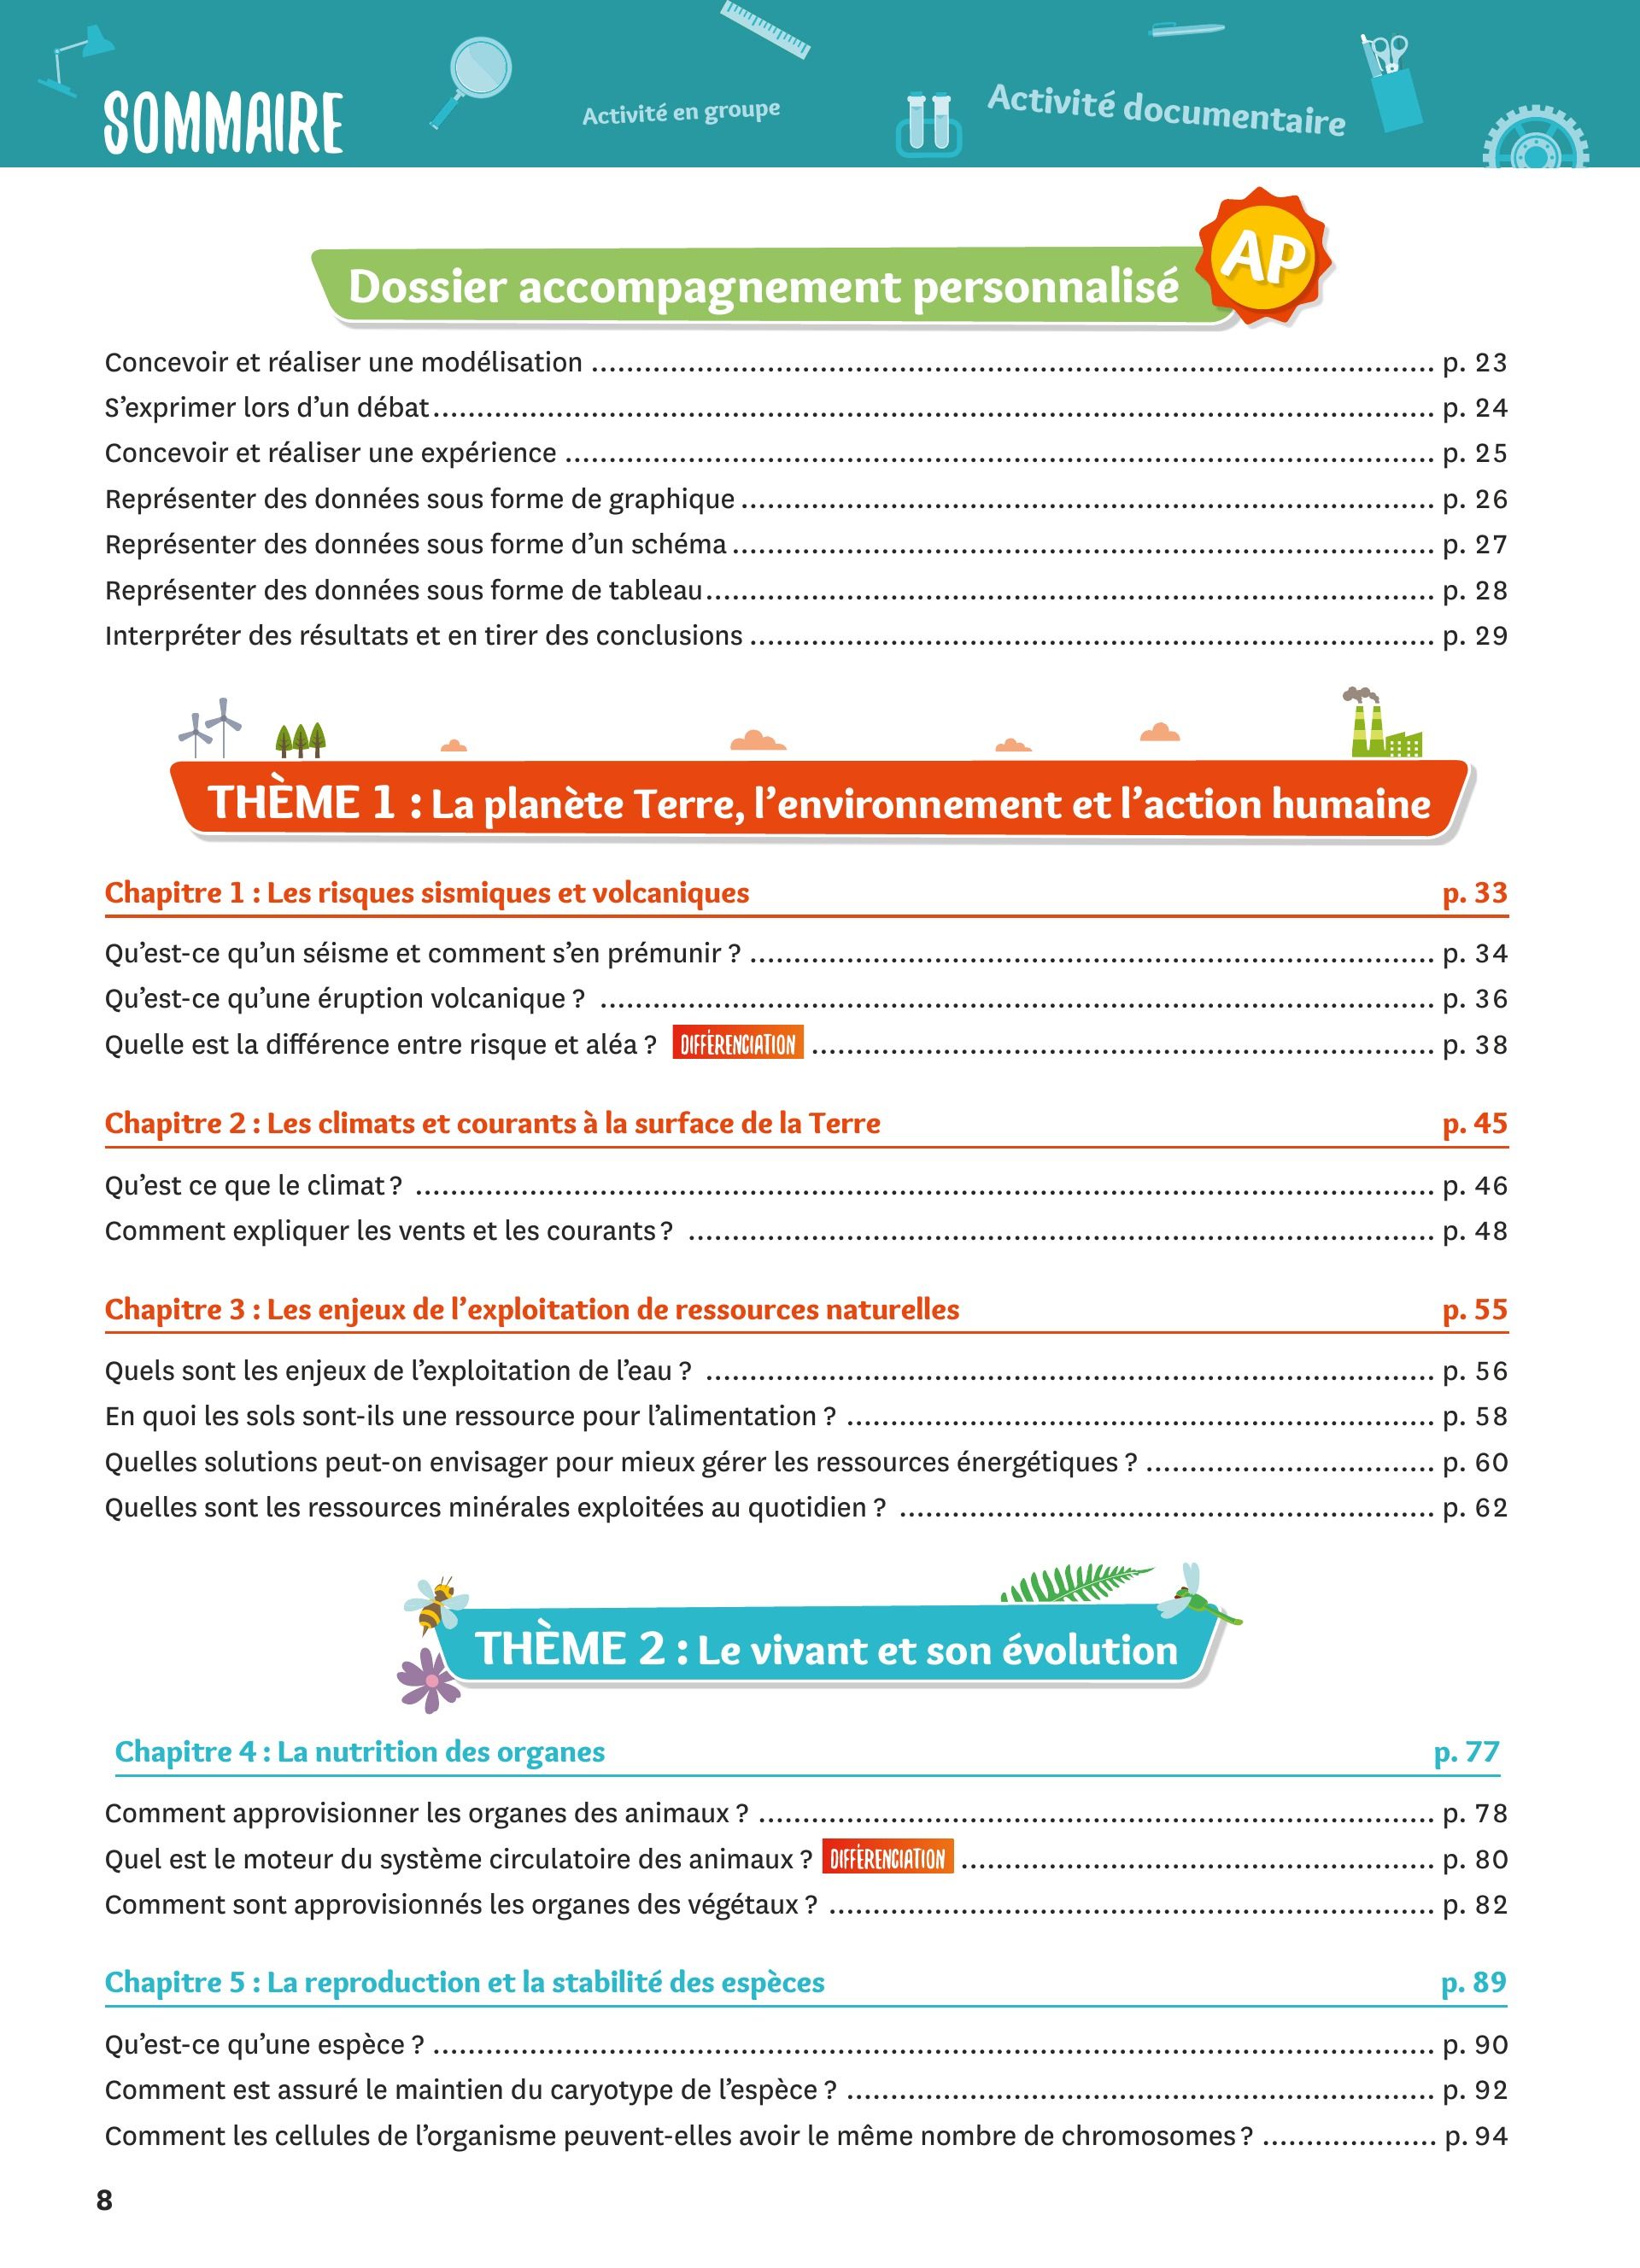 SOMMAIRE
Activité en groupe
Activité documentaire
Dossier accompagnement personnalisé
AP
Concevoir et réaliser une modélisation ........ p. 23
S'exprimer lors d'un débat ........ p. 24
Concevoir et réaliser une expérience ........ p. 25
Représenter des données sous forme de graphique ........ p. 26
Représenter des données sous forme d'un schéma ........ p. 27
Représenter des données sous forme de tableau ........ p. 28
Interpréter des résultats et en tirer des conclusions ........ p. 29
THÈME 1 : La planète Terre, l'environnement et l'action humaine
Chapitre 1 : Les risques sismiques et volcaniques p. 33
Qu'est-ce qu'un séisme et comment s'en prémunir ? ........ p. 34
Qu'est-ce qu'une éruption volcanique ? ........ p. 36
Quelle est la différence entre risque et aléa ? DIFFÉRENCIATION ........ p. 38
Chapitre 2 : Les climats et courants à la surface de la Terre p. 45
Qu'est ce que le climat ? ........ p. 46
Comment expliquer les vents et les courants ? ........ p. 48
Chapitre 3 : Les enjeux de l'exploitation de ressources naturelles p. 55
Quels sont les enjeux de l'exploitation de l'eau ? ........ p. 56
En quoi les sols sont-ils une ressource pour l'alimentation ? ........ p. 58
Quelles solutions peut-on envisager pour mieux gérer les ressources énergétiques ? ........ p. 60
Quelles sont les ressources minérales exploitées au quotidien ? ........ p. 62
THÈME 2 : Le vivant et son évolution
Chapitre 4 : La nutrition des organes p. 77
Comment approvisionner les organes des animaux ? ........ p. 78
Quel est le moteur du système circulatoire des animaux ? DIFFÉRENCIATION ........ p. 80
Comment sont approvisionnés les organes des végétaux ? ........ p. 82
Chapitre 5 : La reproduction et la stabilité des espèces p. 89
Qu'est-ce qu'une espèce ? ........ p. 90
Comment est assuré le maintien du caryotype de l'espèce ? ........ p. 92
Comment les cellules de l'organisme peuvent-elles avoir le même nombre de chromosomes ? ........ p. 94
8